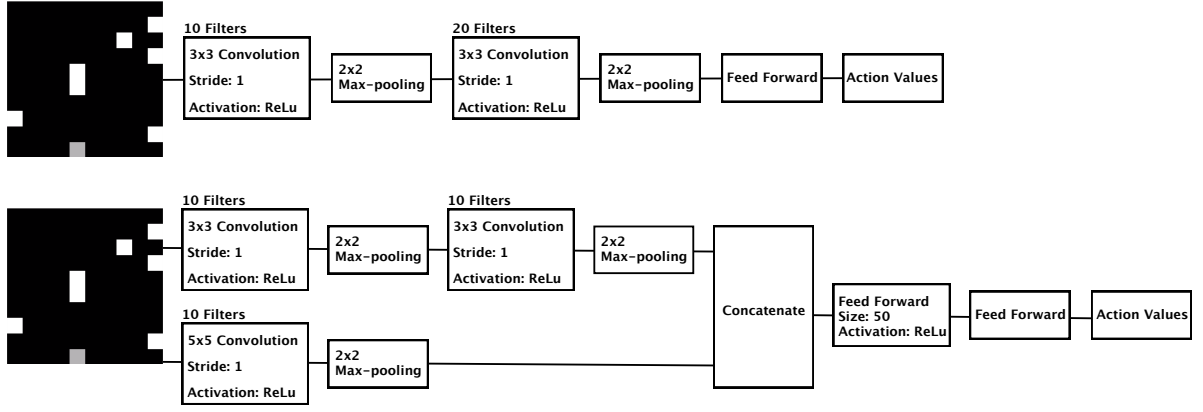 10 Filters
3x3 Convolution
Stride: 1
Activation: ReLu
2x2
Max-pooling
20 Filters
3x3 Convolution
Stride: 1
Activation: ReLu
2x2
Max-pooling
Feed Forward
Action Values
10 Filters
3x3 Convolution
Stride: 1
Activation: ReLu
2x2
Max-pooling
10 Filters
3x3 Convolution
Stride: 1
Activation: ReLu
2x2
Max-pooling
10 Filters
5x5 Convolution
Stride: 1
Activation: ReLu
2x2
Max-pooling
Concatenate
Feed Forward
Size: 50
Activation: ReLu
Feed Forward
Action Values